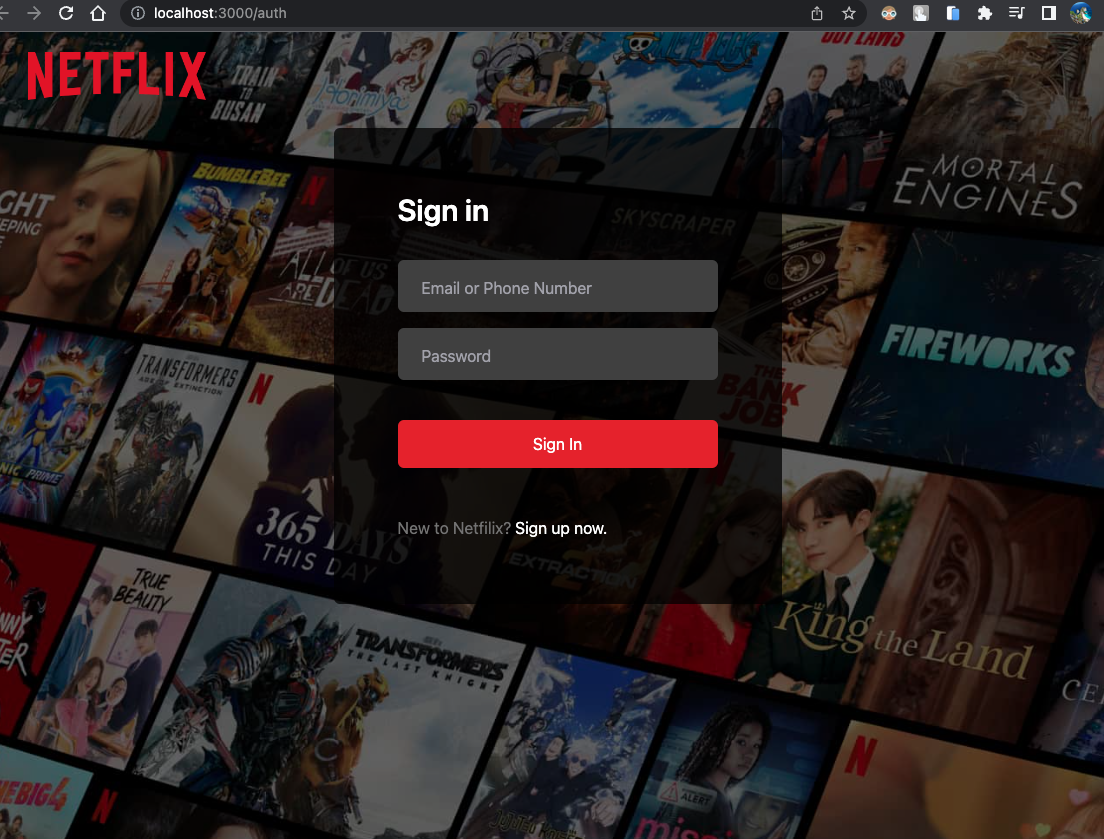 localhost:3000/auth
NETFLIX
TRAIN
TO
BUSAN
Horimiya
ONE PIECE
OUTLAWS
MORTAL
ENGINES
BUMBLEBEE
SKYSCRAPER
Sign in
ALL OF US
ARE DEAD
Email or Phone Number
FIREWORKS
TRANSFORMERS
AGE OF EXTINCTION
Password
THE
BANK
JOB
N
Sign In
365 DAYS
THIS DAY
New to Netfilix? Sign up now.
EXTRACTION
TRUE
BEAUTY
King the Land
TRANSFORMERS
THE LAST KNIGHT
N
THE BIG 4
N
ALERT